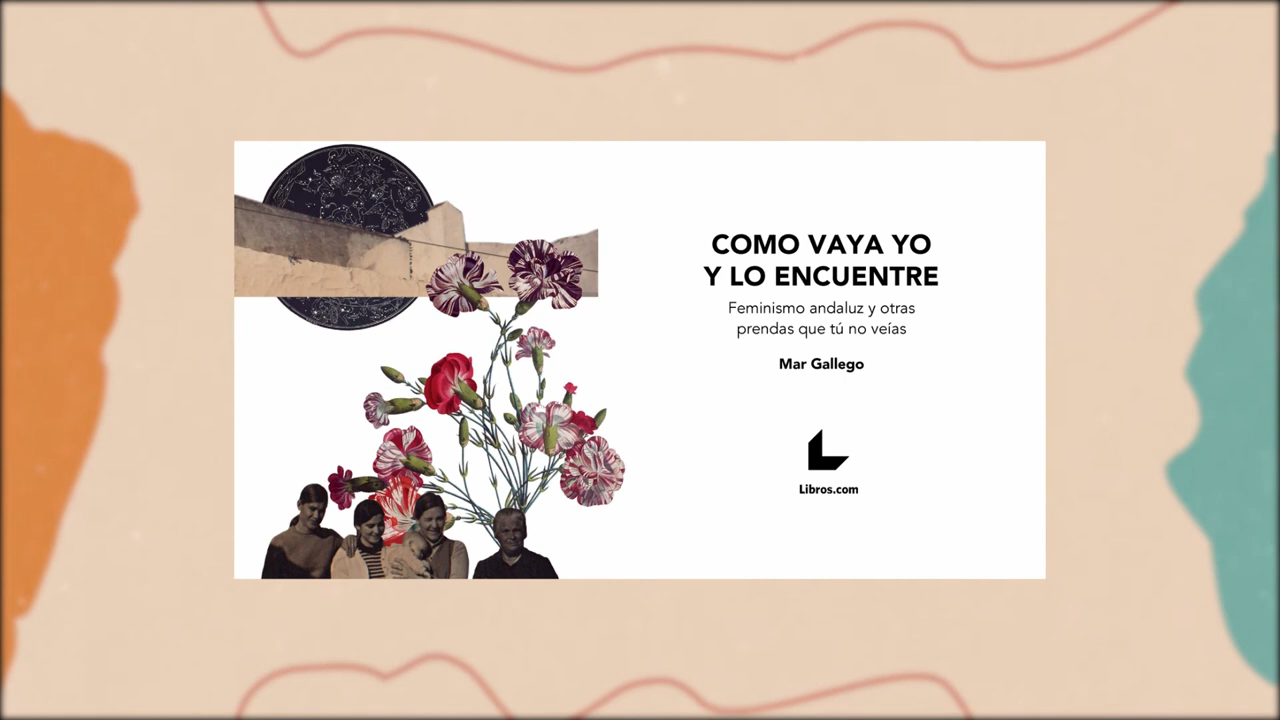 COMO VAYA YO
Y LO ENCUENTRE
Feminismo andaluz y otras
prendas que tú no veías
Mar Gallego
Libros.com